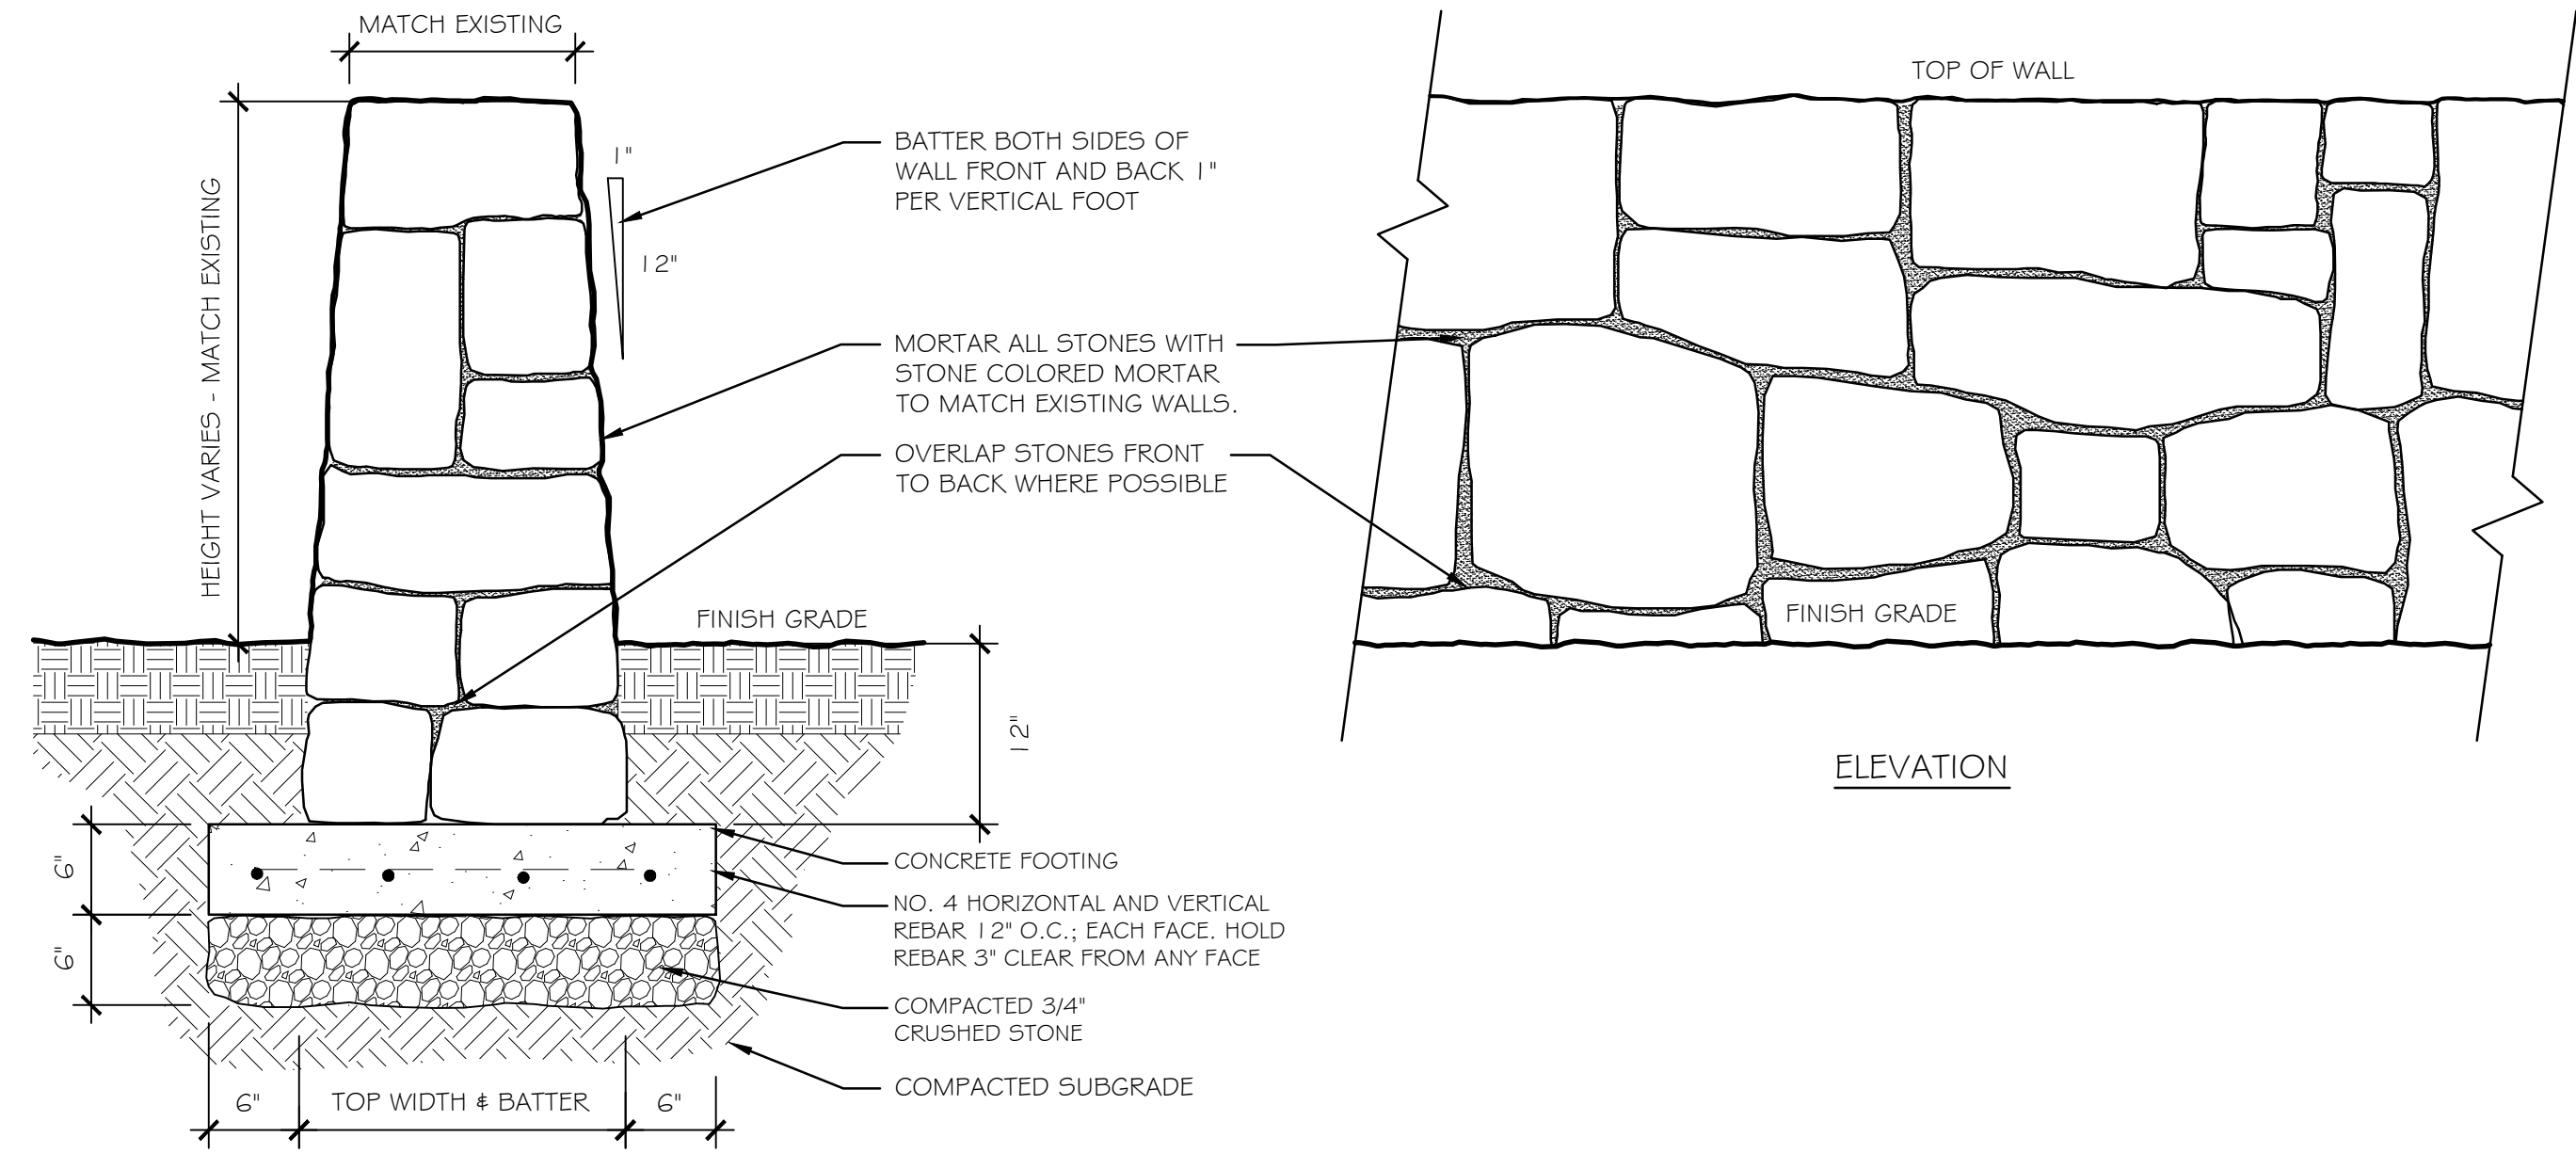 MATCH EXISTING
HEIGHT VARIES - MATCH EXISTING
1"
12"
BATTER BOTH SIDES OF
WALL FRONT AND BACK 1"
PER VERTICAL FOOT
MORTAR ALL STONES WITH
STONE COLORED MORTAR
TO MATCH EXISTING WALLS.
OVERLAP STONES FRONT
TO BACK WHERE POSSIBLE
FINISH GRADE
12"
6"
6"
CONCRETE FOOTING
NO. 4 HORIZONTAL AND VERTICAL
REBAR 12" O.C.; EACH FACE. HOLD
REBAR 3" CLEAR FROM ANY FACE
COMPACTED 3/4"
CRUSHED STONE
COMPACTED SUBGRADE
6"
TOP WIDTH & BATTER
6"
TOP OF WALL
FINISH GRADE
ELEVATION